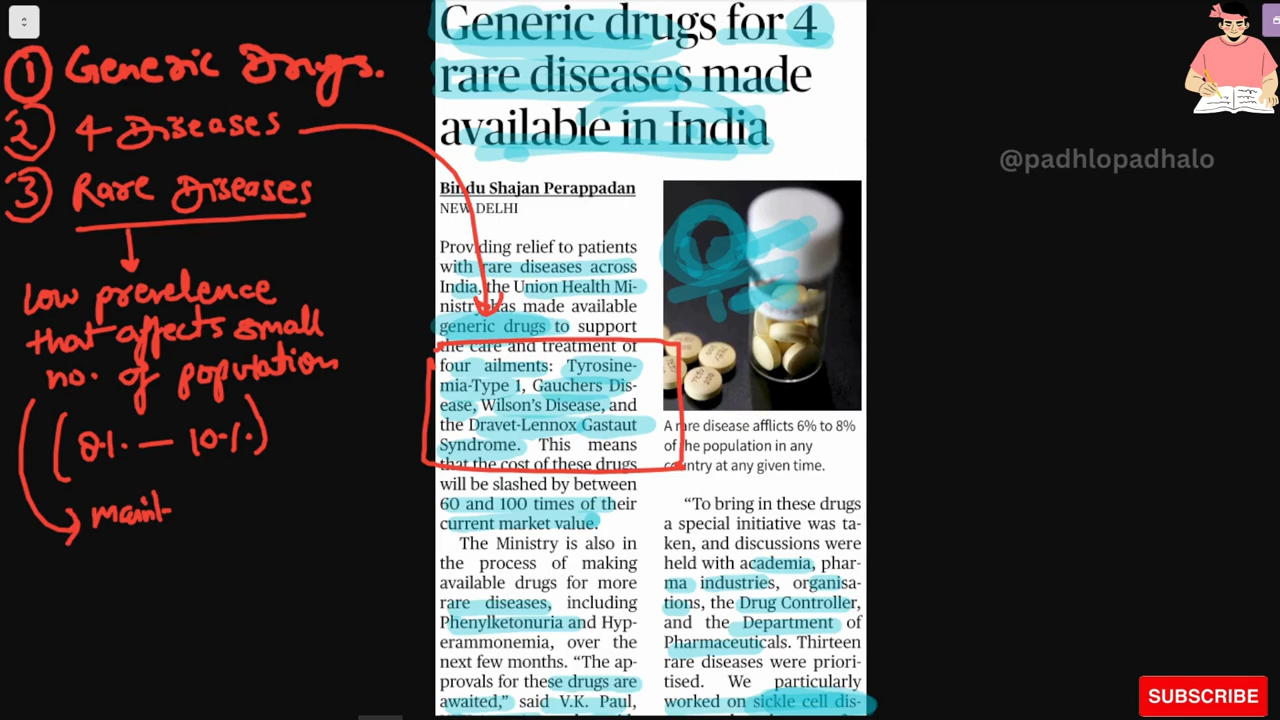 ① Generic Drugs.
② 4 Diseases
③ Rare Diseases
low prevelence
that affects small
no. of population
maint
Generic drugs for 4
rare diseases made
available in India
Bindu Shajan Perappadan
NEW DELHI
Providing relief to patients
with rare diseases across
India, the Union Health Mi-
nistry has made available
generic drugs to support
the care and treatment of
four ailments: Tyrosine-
mia-Type 1, Gauchers Dis-
ease, Wilson's Disease, and
the Dravet-Lennox Gastaut
Syndrome. This means
that the cost of these drugs
will be slashed by between
60 and 100 times of their
current market value.
The Ministry is also in
the process of making
available drugs for more
rare diseases, including
Phenylketonuria and Hyp-
erammonemia, over the
next few months. “The ap-
provals for these drugs are
awaited,” said V.K. Paul,
A rare disease afflicts 6% to 8%
of the population in any
country at any given time.
“To bring in these drugs
a special initiative was ta-
ken, and discussions were
held with academia, phar-
ma industries, organisa-
tions, the Drug Controller,
and the Department of
Pharmaceuticals. Thirteen
rare diseases were priori-
tised. We particularly
worked on sickle cell dis-
@padhlopadhalo
SUBSCRIBE